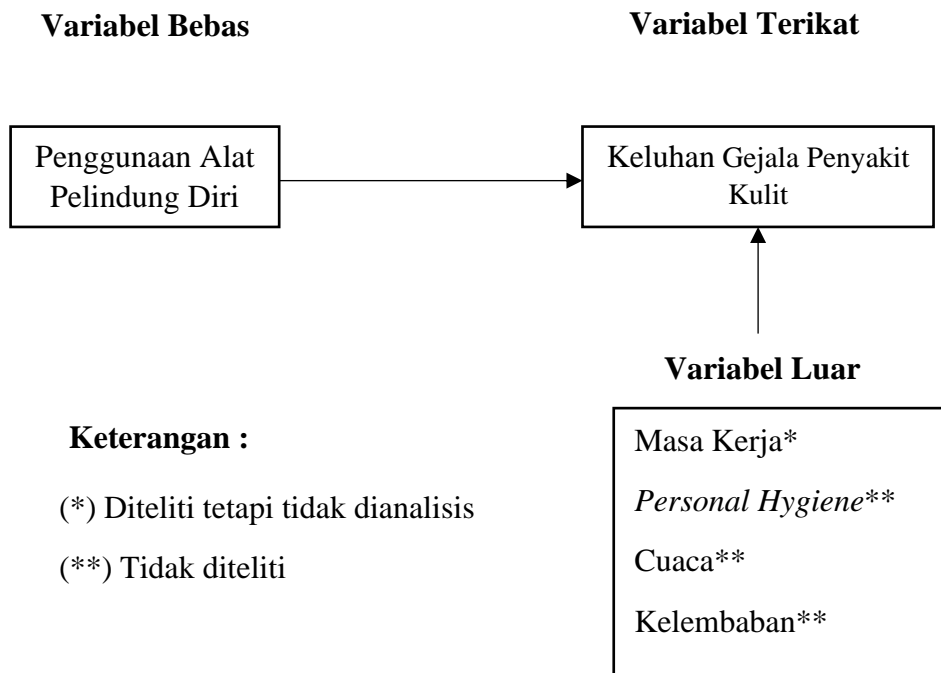 Variabel Bebas
Variabel Terikat
Penggunaan Alat
Pelindung Diri
Keluhan Gejala Penyakit
Kulit
Variabel Luar
Keterangan :
(*) Diteliti tetapi tidak dianalisis
(**) Tidak diteliti
Masa Kerja*
Personal Hygiene**
Cuaca**
Kelembaban**